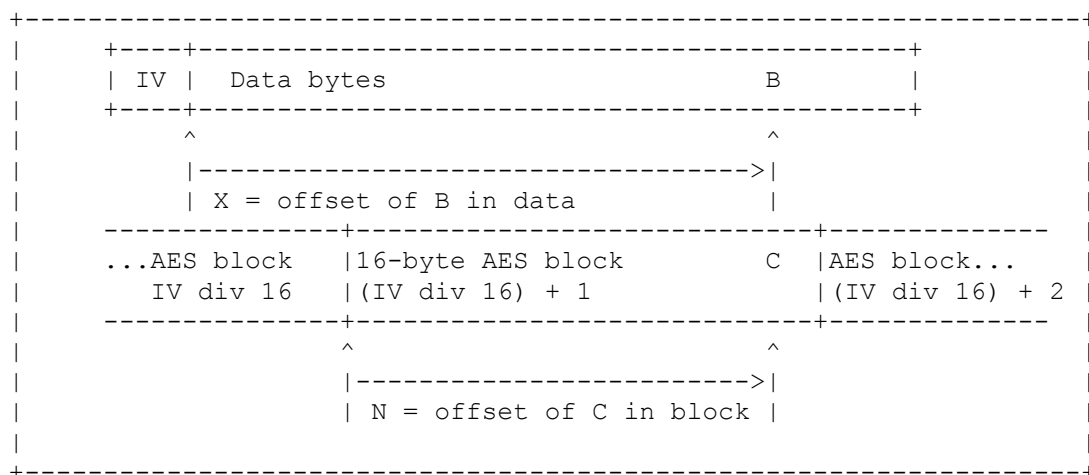 IV Data bytes B
X = offset of B in data
...AES block 16-byte AES block C AES block...
IV div 16 (IV div 16) + 1 (IV div 16) + 2
N = offset of C in block